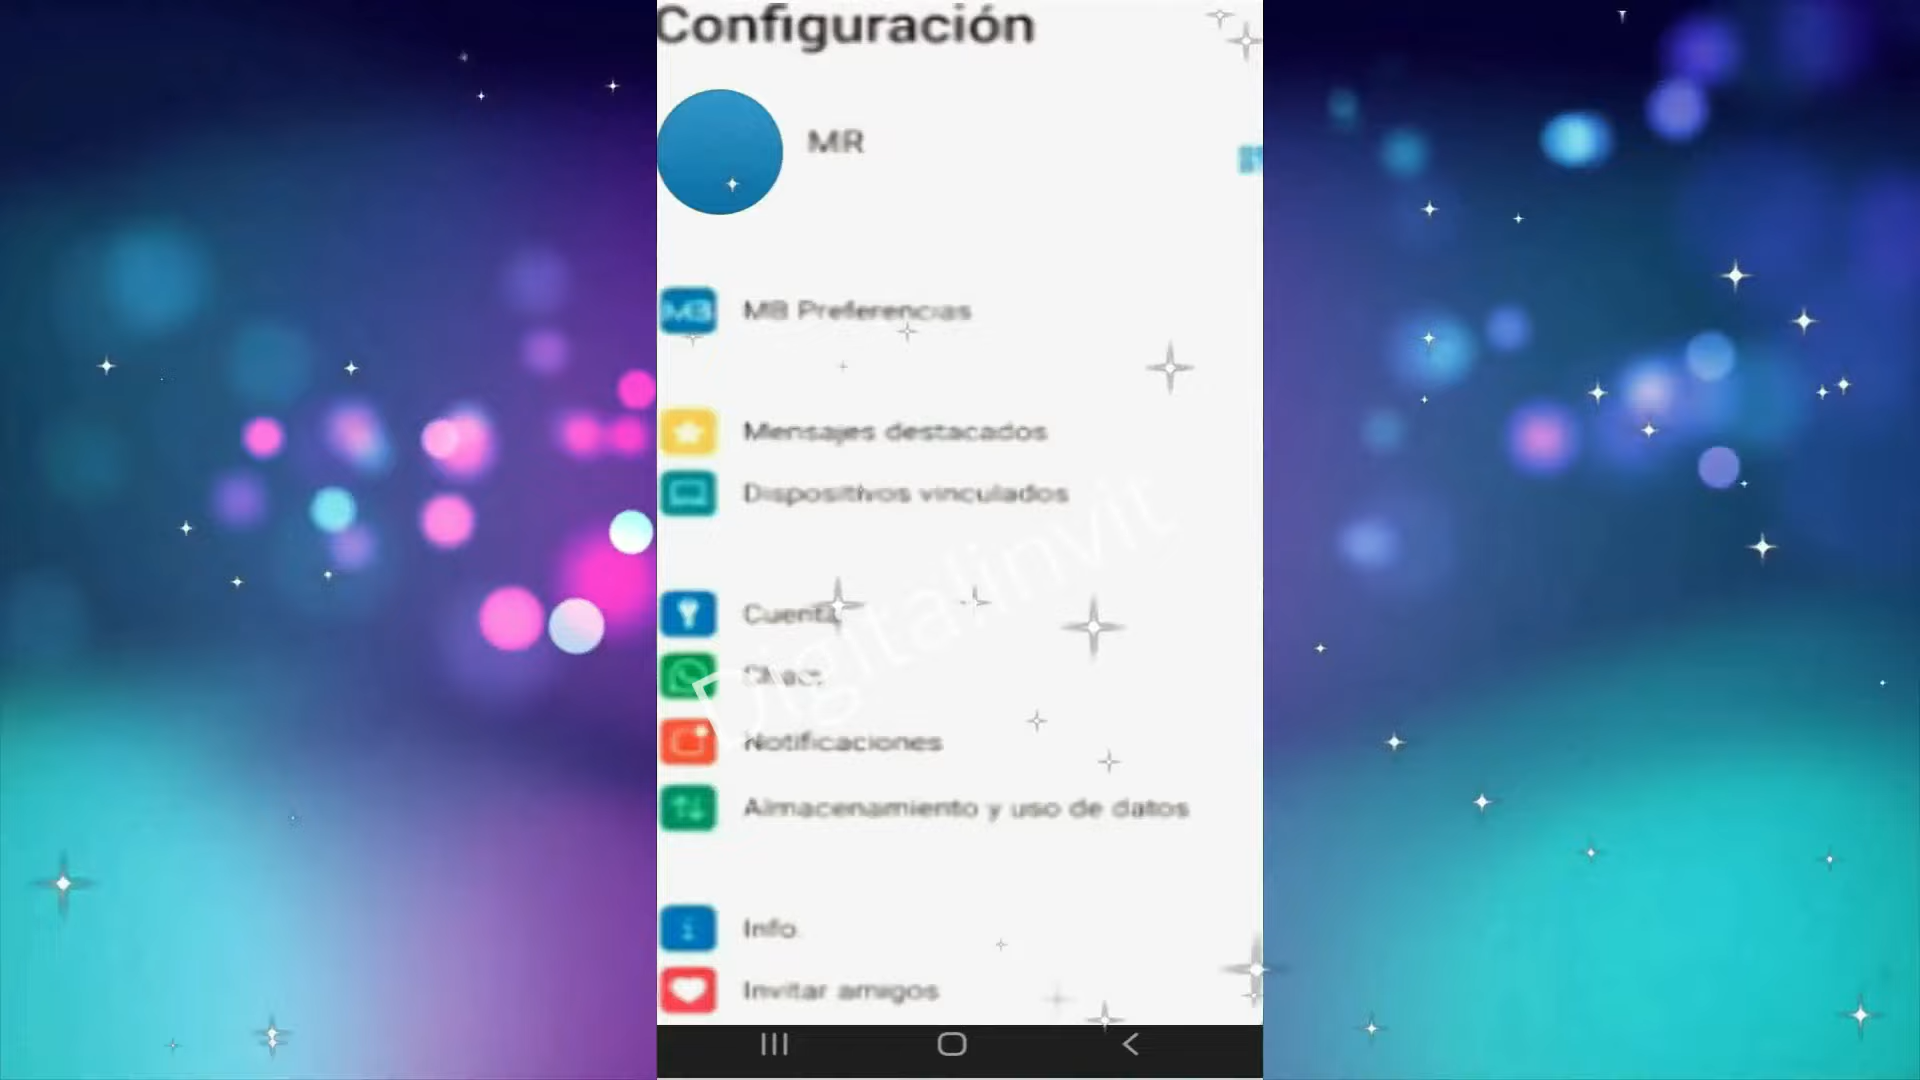 Configuración
MR
MB
MB Preferencias
Mensajes destacados
Dispositivos vinculados
Cuenta
Chats
Notificaciones
Almacenamiento y uso de datos
Info.
Invitar amigos
Digitalinvit